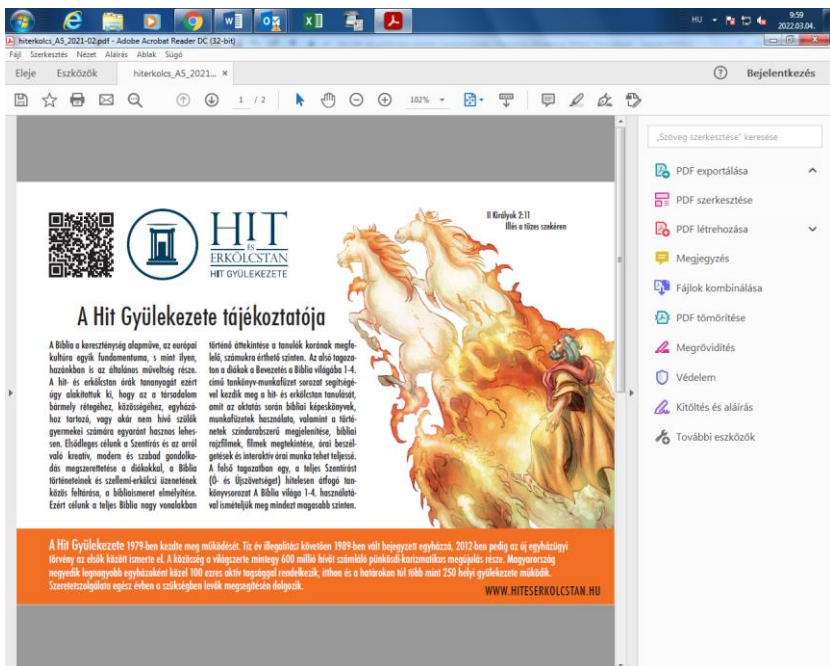 HU
9:59
2022.03.04.
hiterkolcs_A5_2021-02.pdf - Adobe Acrobat Reader DC (32-bit)
Fájl Szerkesztés Nézet Aláírás Ablak Súgó
Eleje Eszközök hiterkolcs_A5_2021... × Bejelentkezés
1 / 2 102%
„Szöveg szerkesztése" keresése
PDF exportálása
PDF szerkesztése
PDF létrehozása
Megjegyzés
Fájlok kombinálása
PDF tömörítése
Megrövidítés
Védelem
Kitöltés és aláírás
További eszközök
HIT
ÉS
ERKÖLCSTAN
HIT GYÜLEKEZETE
II Királyok 2:11
Illés a tüzes szekéren
A Hit Gyülekezete tájékoztatója
A Biblia a kereszténység alapműve, az európai
kultúra egyik fundamentuma, s mint ilyen,
hazánkban is az általános műveltség része.
A hit- és erkölcstan órák tananyagát ezért
úgy alakítottuk ki, hogy az a társadalom
bármely rétegéhez, közösségéhez, egyházá-
hoz tartozó, vagy akár nem hívő szülők
gyermekei számára egyaránt hasznos lehes-
sen. Elsődleges célunk a Szentírás és az arról
való kreatív, modern és szabad gondolko-
dás megszerettetése a diákokkal, a Biblia
történeteinek és szellemi-erkölcsi üzenetének
közös feltárása, a bibliaismeret elmélyítése.
Ezért célunk a teljes Biblia nagy vonalakban
történő áttekintése a tanulók korának megfe-
lelő, számukra érthető szinten. Az alsó tagoza-
ton a diákok a Bevezetés a Biblia világába 1-4.
című tankönyv-munkafüzet sorozat segítségé-
vel kezdik meg a hit- és erkölcstan tanulását,
amit az oktatás során bibliai képeskönyvek,
munkafüzetek használata, valamint a törté-
netek színdarabszerű megjelenítése, bibliai
rajzfilmek, filmek megtekintése, órai beszél-
getések és interaktív órai munka tehet teljessé.
A felső tagozatban egy, a teljes Szentírást
(Ó- és Újszövetséget) hitelesen átfogó tan-
könyvsorozat A Biblia világa 1-4. használatá-
val ismételjük meg mindezt magasabb szinten.
A Hit Gyülekezete 1979-ben kezdte meg működését. Tíz év illegalitást követően 1989-ben vált bejegyzett egyházzá, 2012-ben pedig az új egyházügyi
törvény az elsők között ismerte el. A közösség a világszerte mintegy 600 millió hívőt számláló pünkösdi-karizmatikus megújulás része. Magyarország
negyedik legnagyobb egyházaként közel 100 ezres aktív tagsággal rendelkezik, itthon és a határokon túl több mint 250 helyi gyülekezete működik.
Szeretetszolgálata egész évben a szükségben levők megsegítésén dolgozik.
WWW.HITESERKOLCSTAN.HU